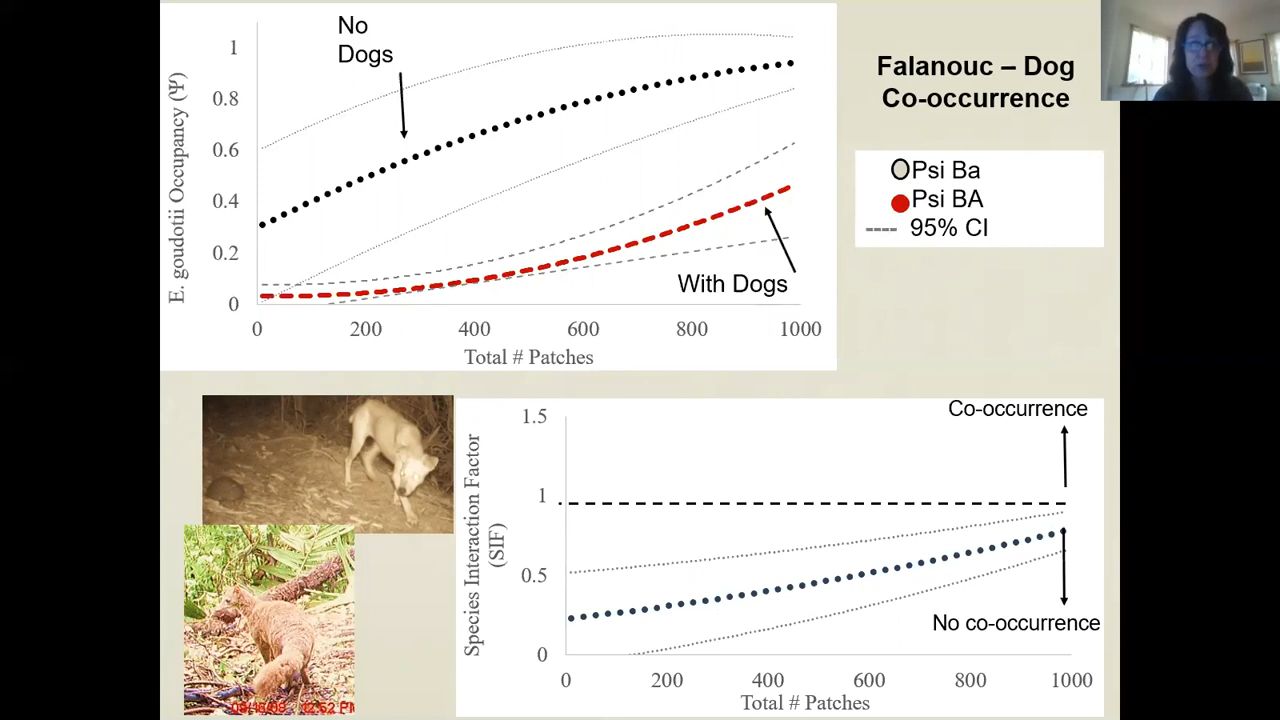 No
Dogs
1
0.8
0.6
0.4
0.2
0
E. goudotii Occupancy (Ψ)
0 200 400 600 800 1000
Total # Patches
With Dogs
Falanouc – Dog
Co-occurrence
Psi Ba
Psi BA
95% CI
Co-occurrence
1.5
1
0.5
0
Species Interaction Factor
(SIF)
No co-occurrence
0 200 400 600 800 1000
Total # Patches